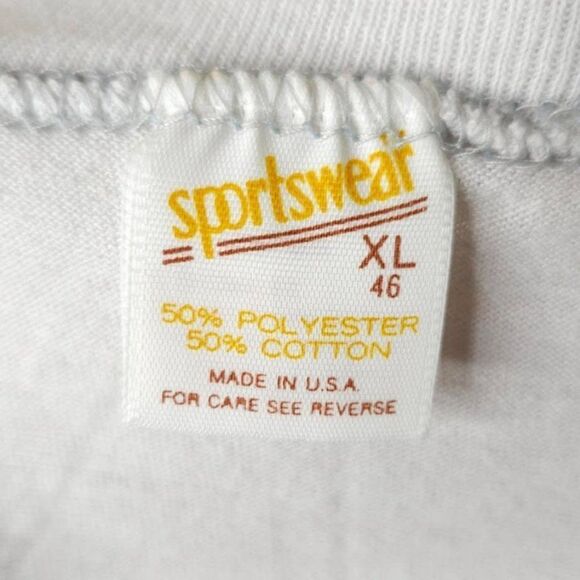 sportswear
XL
46
50% POLYESTER
50% COTTON
MADE IN U.S.A.
FOR CARE SEE REVERSE